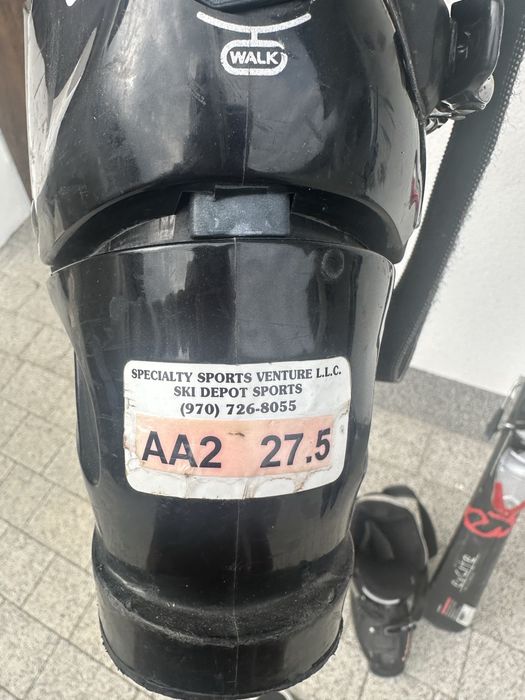 WALK
SPECIALTY SPORTS VENTURE L.L.C.
SKI DEPOT SPORTS
(970) 726-8055
AA2 27.5